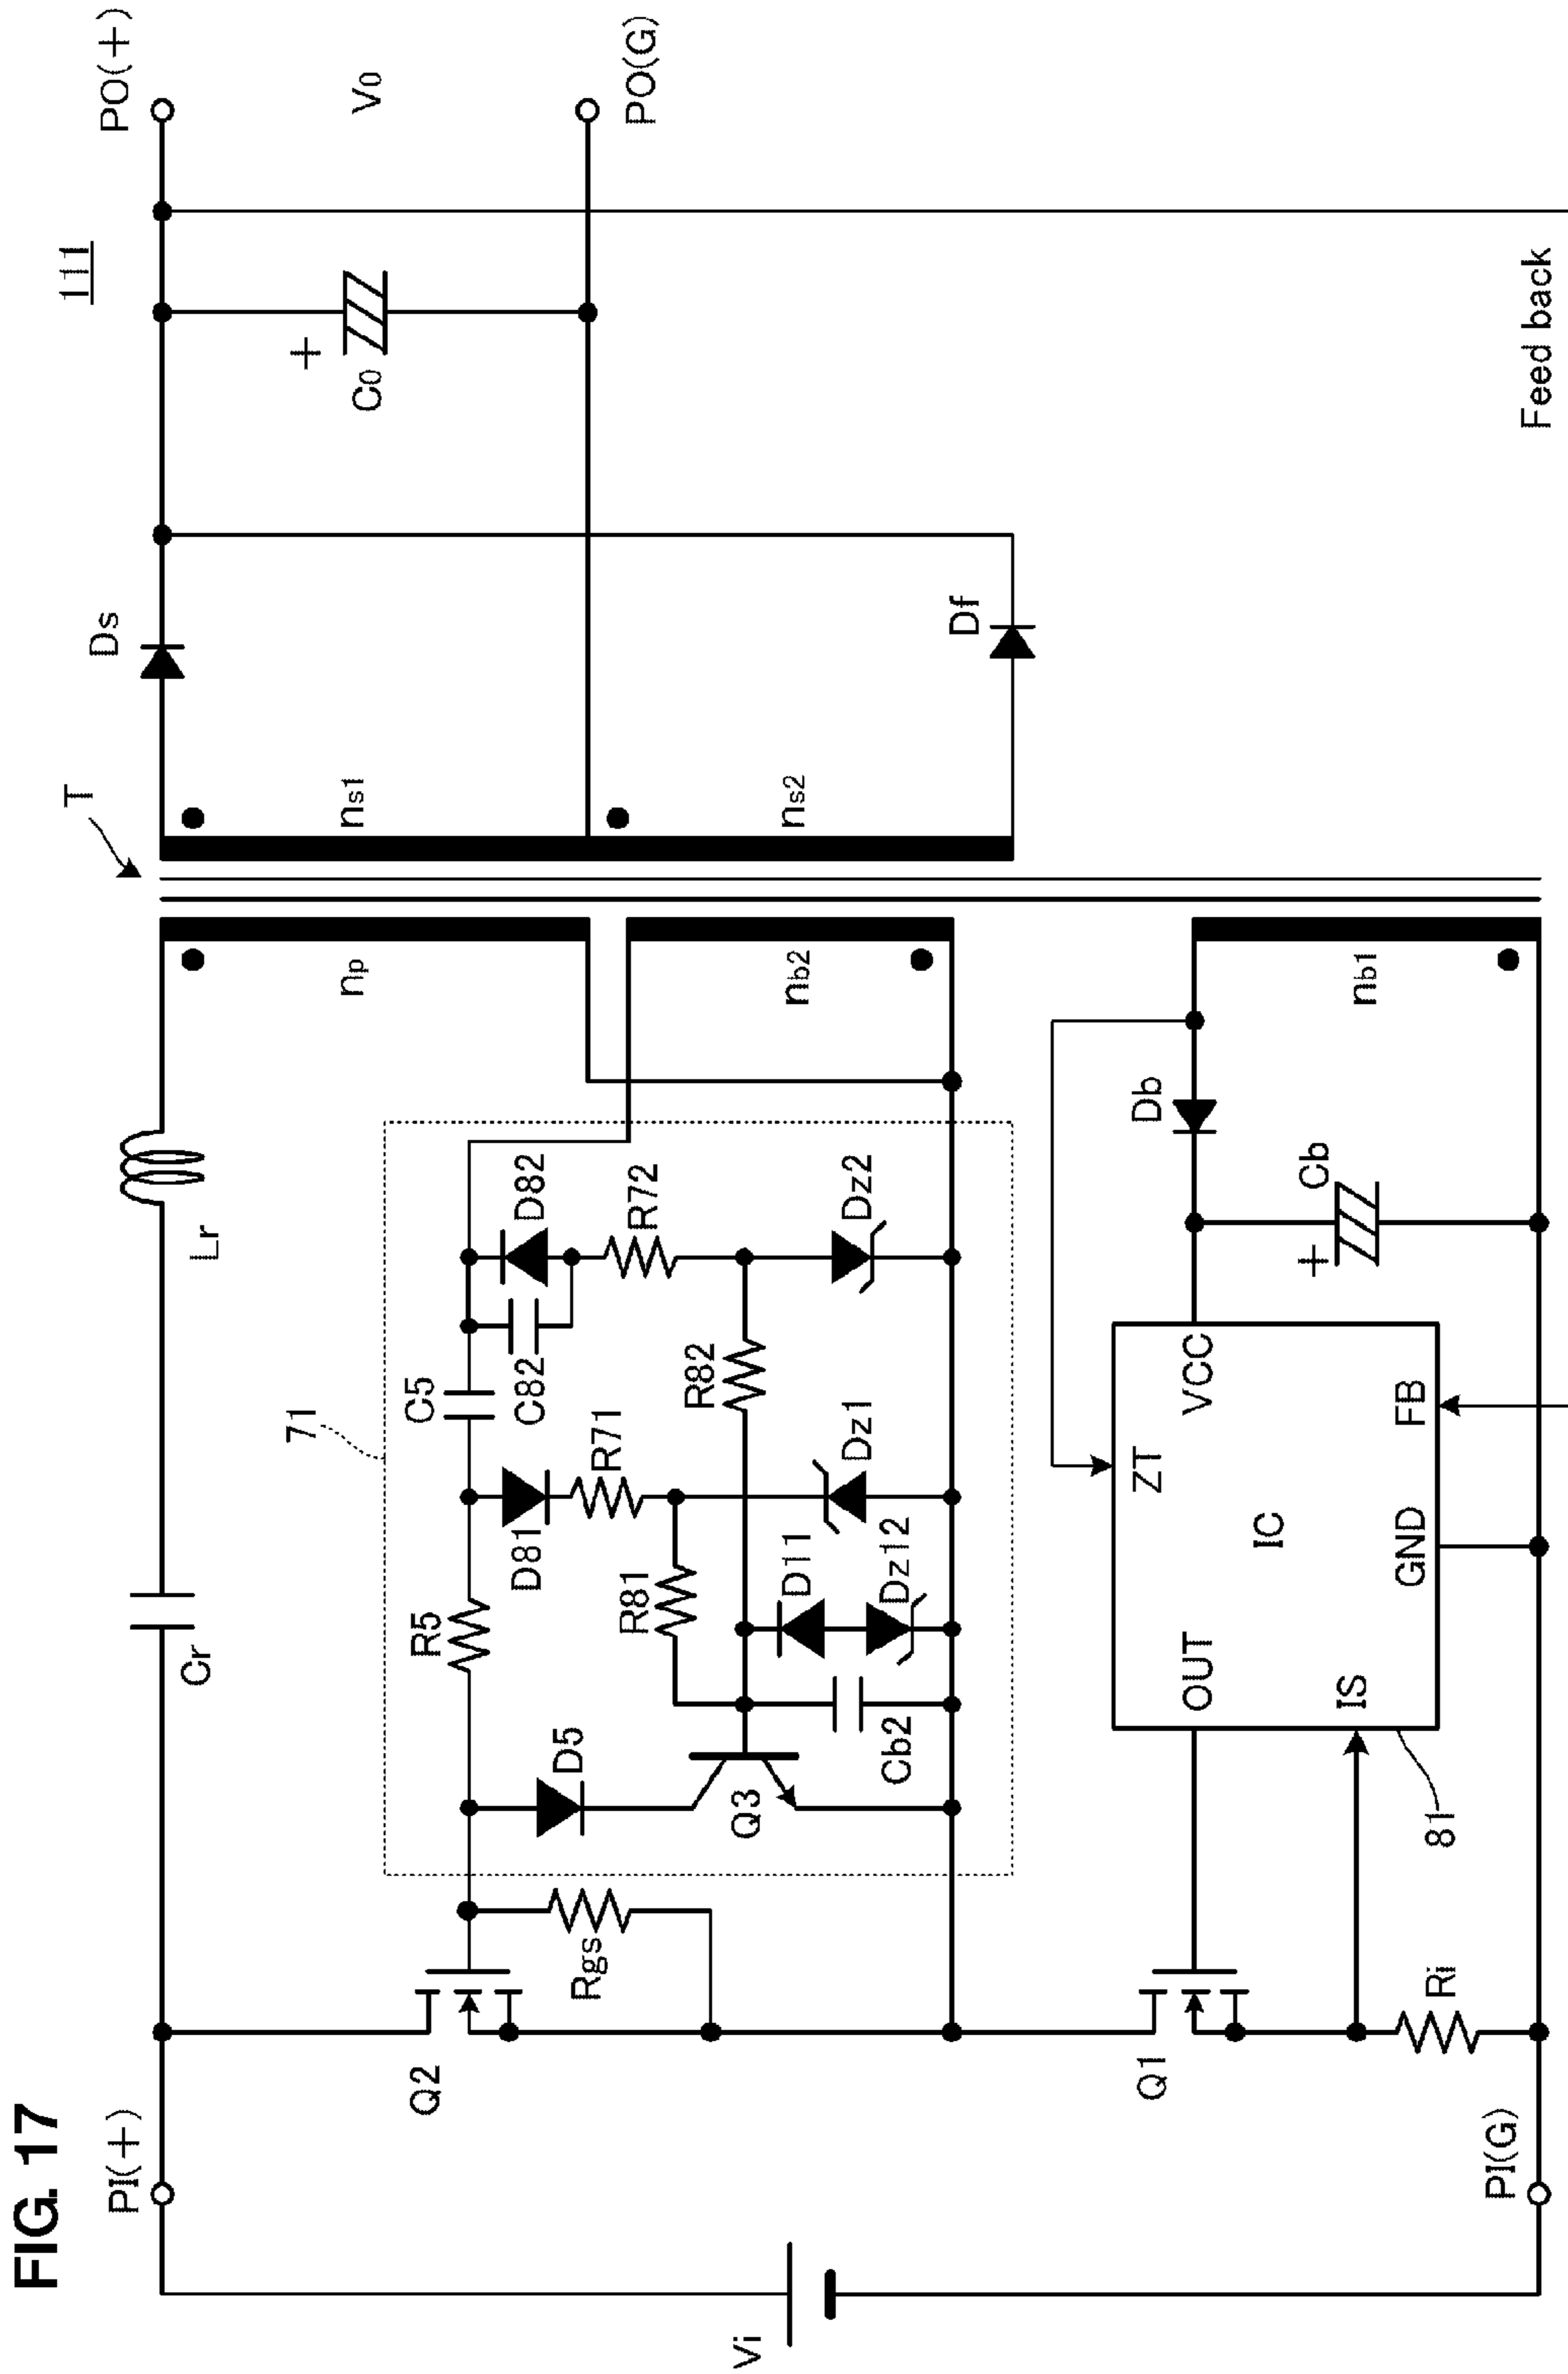 FIG. 17
111
PI(+)
Cr
Lr
T
Ds
PO(+)
Vi
Q2
Rgs
71
R5
C5
D5
D81
R71
C82
D82
R72
R81
R82
Q3
D11
Dz12
Dz1
Dz2
Cb2
np
nb2
ns1
ns2
C0
+
V0
PO(G)
Df
Q1
Ri
81
OUT
IS
IC
ZT
VCC
GND
FB
Db
Cb
+
nb1
PI(G)
Feed back